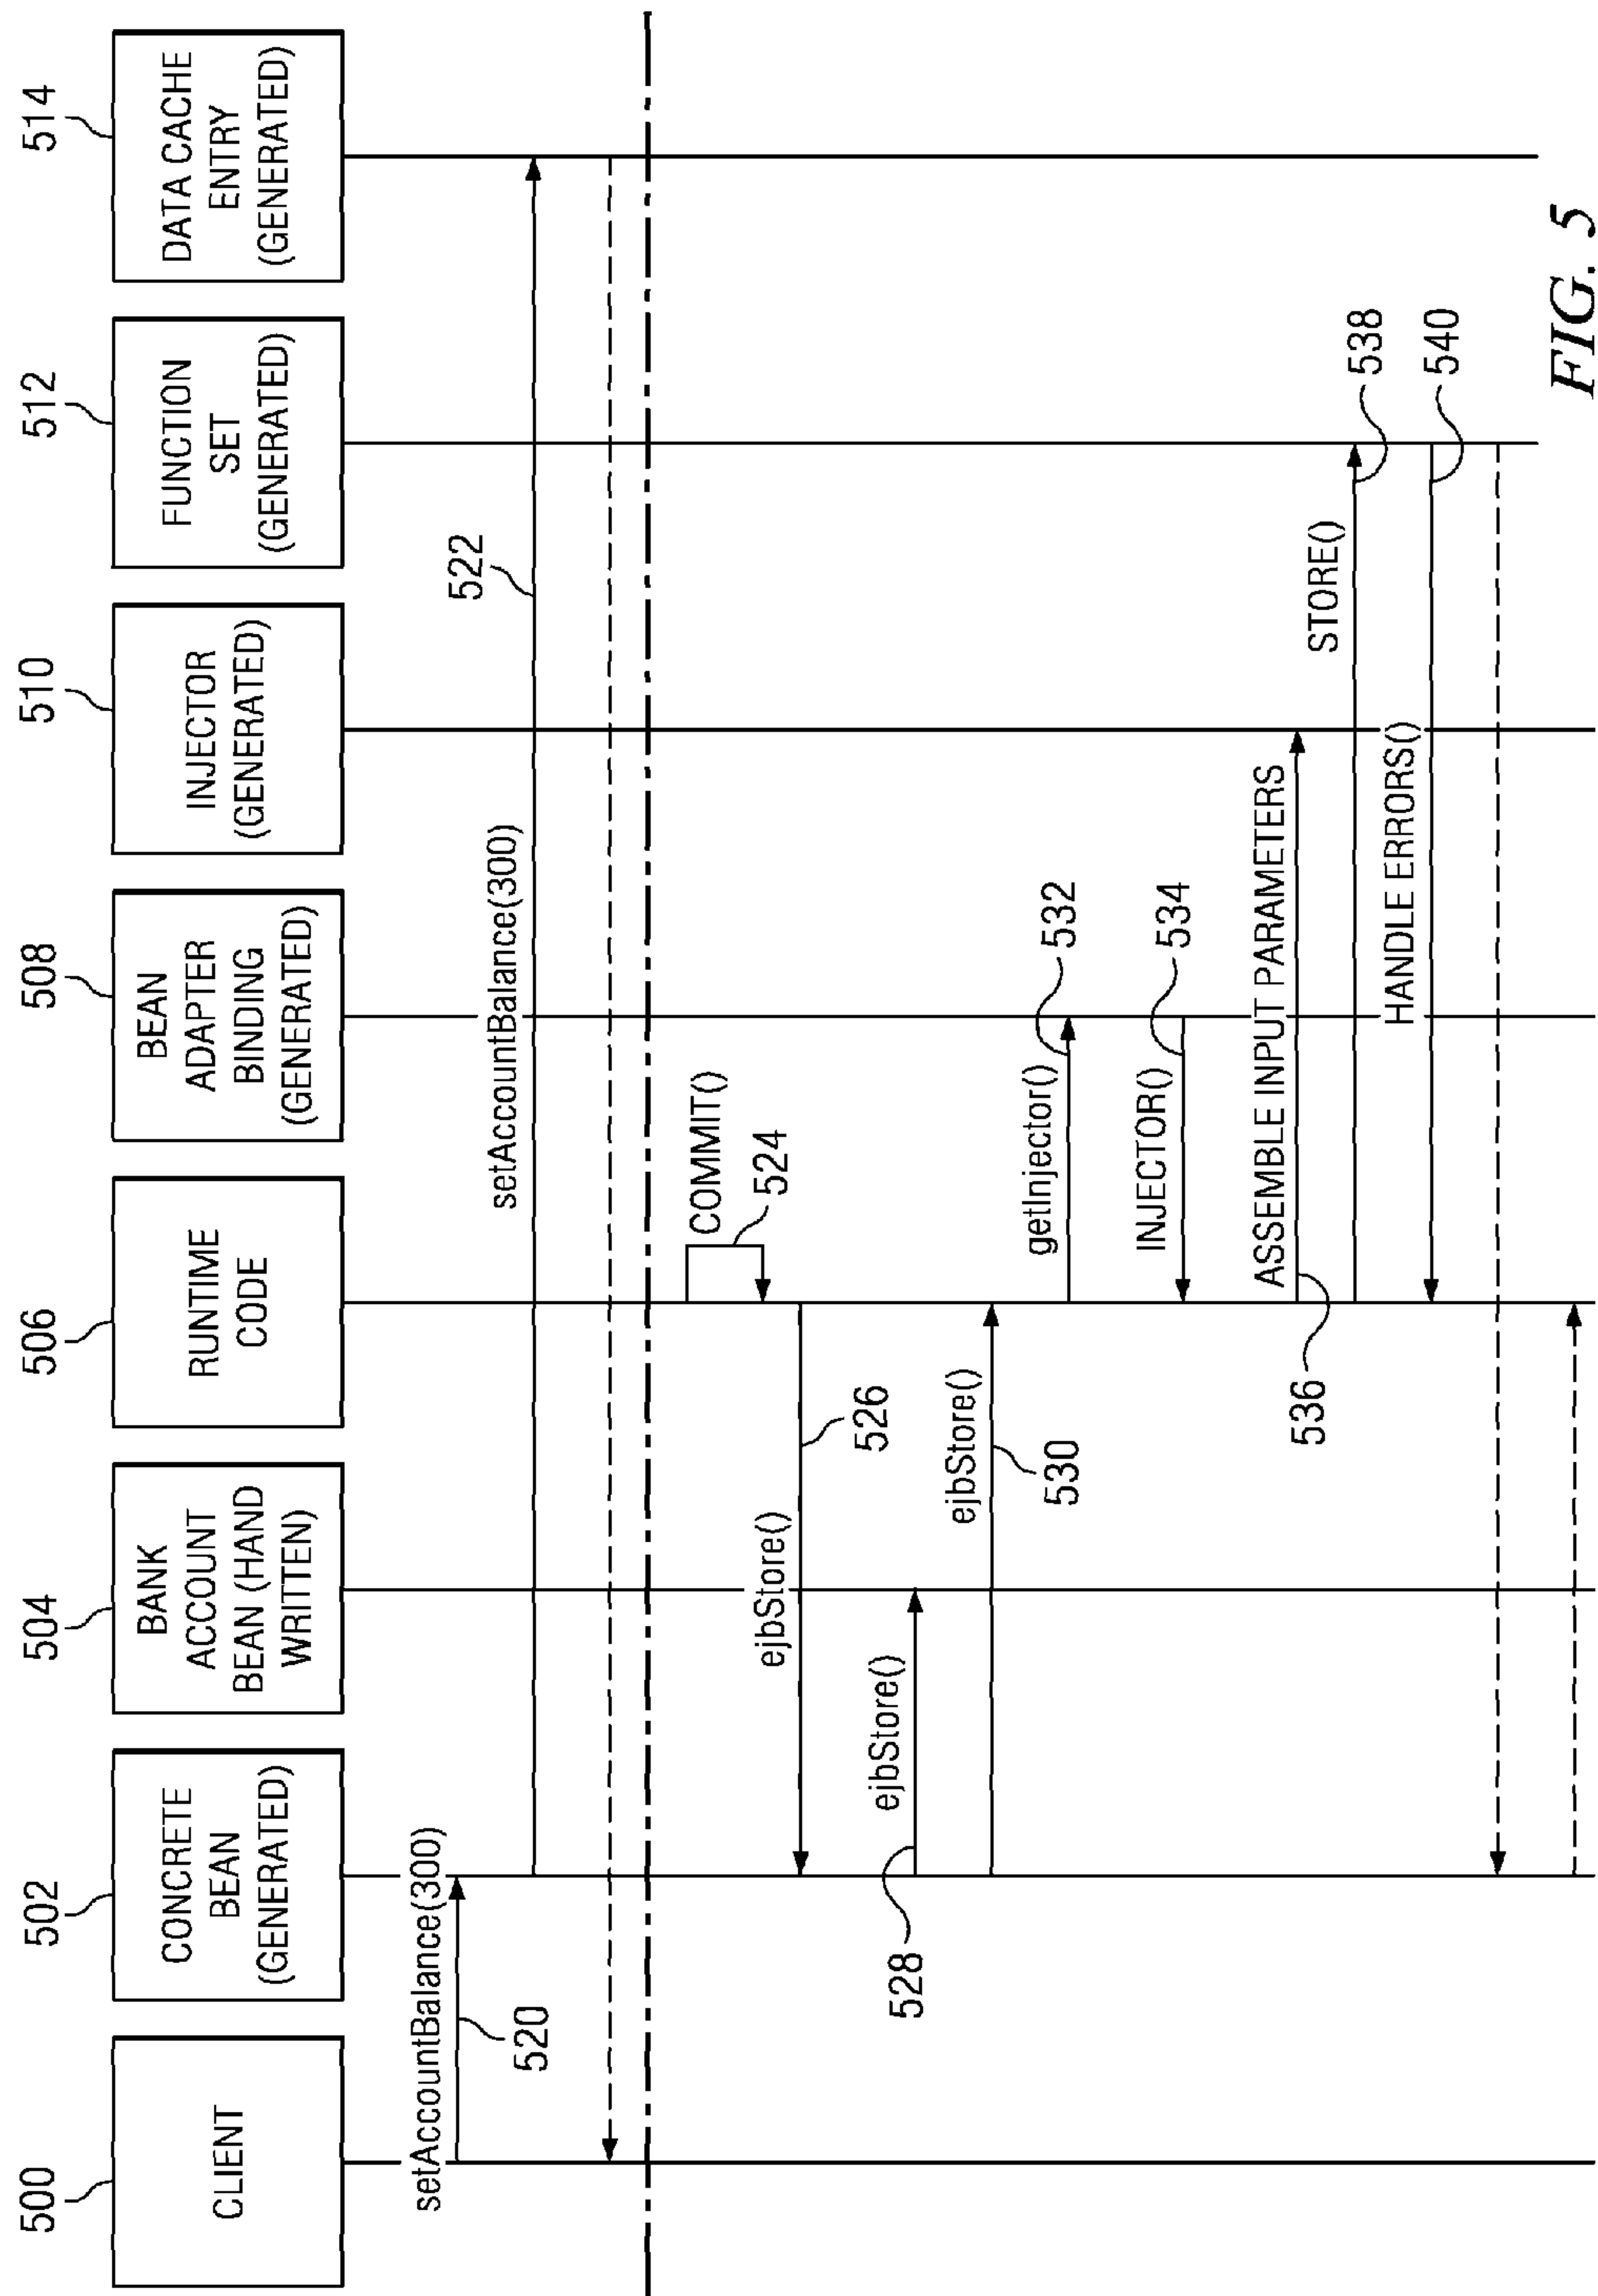 500
502
504
506
508
510
512
514
CLIENT
CONCRETE
BEAN
(GENERATED)
BANK
ACCOUNT
BEAN (HAND
WRITTEN)
RUNTIME
CODE
BEAN
ADAPTER
BINDING
(GENERATED)
INJECTOR
(GENERATED)
FUNCTION
SET
(GENERATED)
DATA CACHE
ENTRY
(GENERATED)
setAccountBalance(300)
520
setAccountBalance(300)
522
COMMIT()
524
ejbStore()
526
ejbStore()
528
ejbStore()
530
getInjector()
532
INJECTOR()
534
ASSEMBLE INPUT PARAMETERS
536
STORE()
538
HANDLE ERRORS()
540
FIG. 5